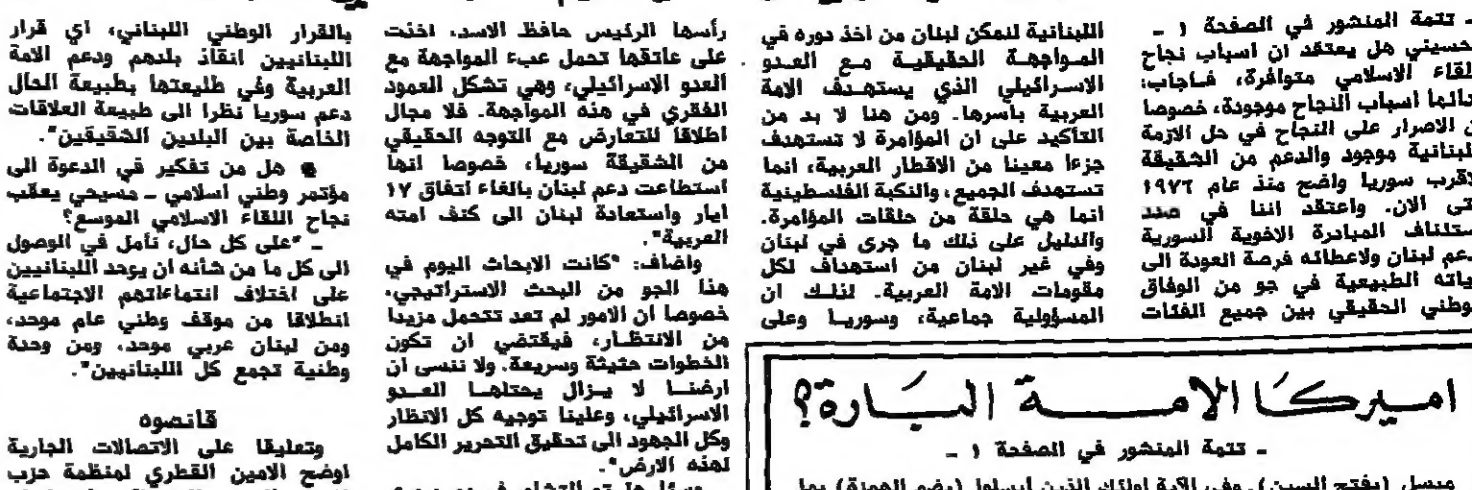 ـ تتمة المنشور في الصفحة ١ ـ
لحسيني هل يعتقد ان اسباب نجاح
للقاء الاسلامي متوافرة، فاجاب:
دائما اسباب النجاح موجودة، خصوصا
ن الاصرار على النجاح في حل الازمة
للبنانية موجود والدعم من الشقيقة
لاقرب سوريا واضح منذ عام ١٩٧٦
تى الان. واعتقد اننا في صدد
ستئناف المبادرة الاخوية السورية
دعم لبنان ولاعطائه فرصة العودة الى
ياته الطبيعية في جو من الوفاق
لوطني الحقيقي بين جميع الفئات
اللبنانية لنمكن لبنان من اخذ دوره في
المواجهة الحقيقية مع العدو
الاسرائيلي الذي يستهدف الامة
العربية باسرها. ومن هنا لا بد من
التأكيد على ان المؤامرة لا تستهدف
جزءا معينا من الاقطار العربية، انما
تستهدف الجميع، والنكبة الفلسطينية
انما هي حلقة من حلقات المؤامرة.
والدليل على ذلك ما جرى في لبنان
وفي غير لبنان من استهداف لكل
مقومات الامة العربية. لذلك ان
المسؤولية جماعية، وسوريا وعلى
رأسها الرئيس حافظ الاسد، اخذت
على عاتقها تحمل عبء المواجهة مع
العدو الاسرائيلي، وهي تشكل العمود
الفقري في هذه المواجهة. فلا مجال
اطلاقا للتعارض مع التوجه الحقيقي
من الشقيقة سوريا، خصوصا انها
استطاعت دعم لبنان بالغاء اتفاق ١٧
ايار واستعادة لبنان الى كنف امته
العربية".
واضاف: "كانت الابحاث اليوم في
هذا الجو من البحث الاستراتيجي،
خصوصا ان الامور لم تعد تتحمل مزيدا
من الانتظار، فيقتضي ان تكون
الخطوات حثيثة وسريعة. ولا ننسى ان
ارضنا لا يزال يحتلها العدو
الاسرائيلي، وعلينا توجيه كل الانظار
وكل الجهود الى تحقيق التحرير الكامل
لهذه الارض".
بالقرار الوطني اللبناني، اي قرار
اللبنانيين انقاذ بلدهم ودعم الامة
العربية وفي طليعتها بطبيعة الحال
دعم سوريا نظرا الى طبيعة العلاقات
الخاصة بين البلدين الشقيقين".
● هل من تفكير في الدعوة الى
مؤتمر وطني اسلامي ـ مسيحي يعقب
نجاح اللقاء الاسلامي الموسع؟
ـ "على كل حال، نأمل في الوصول
الى كل ما من شأنه ان يوحد اللبنانيين
على اختلاف انتماءاتهم الاجتماعية
انطلاقا من موقف وطني عام موحد،
ومن لبنان عربي موحد، ومن وحدة
وطنية تجمع كل اللبنانيين".
قانصوه
وتعليقا على الاتصالات الجارية
اوضح الامين القطري لمنظمة حزب
اميركا الامة البارة؟
ـ تتمة المنشور في الصفحة ١ ـ